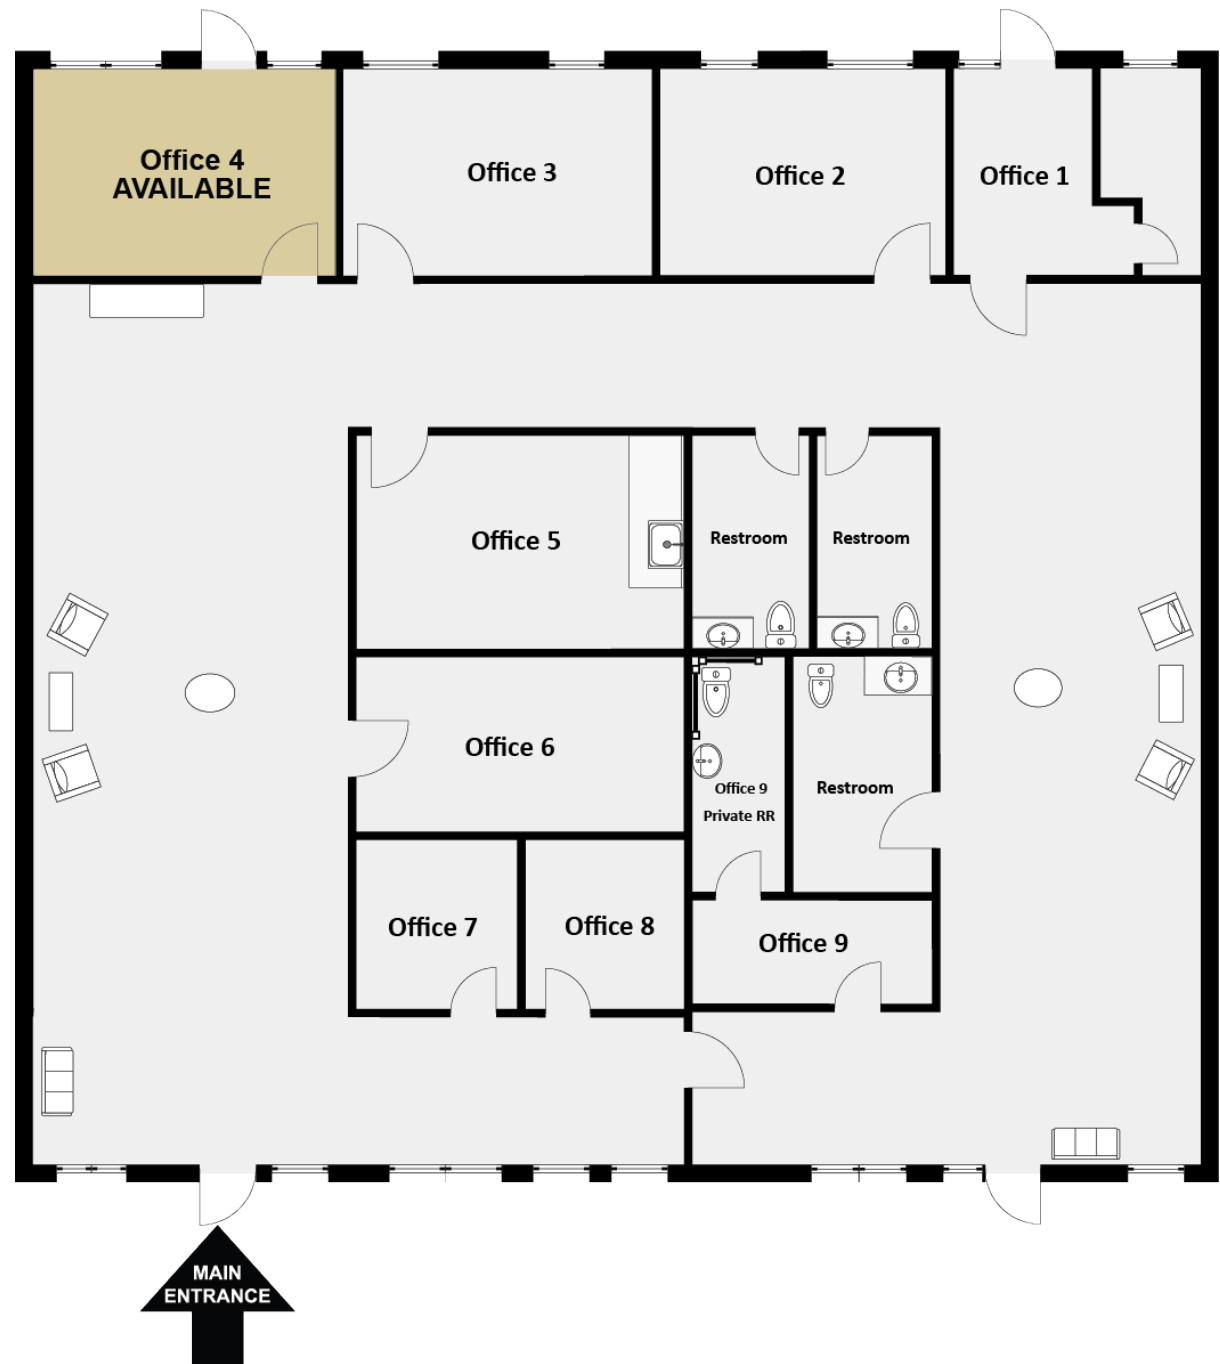 Office 4
AVAILABLE
Office 3
Office 2
Office 1
Office 5
Restroom
Restroom
Office 6
Office 9
Private RR
Restroom
Office 7
Office 8
Office 9
MAIN
ENTRANCE